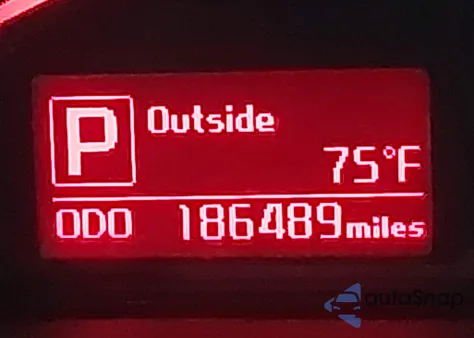 P
Outside
75°F
ODO 186489 miles
autoSnap